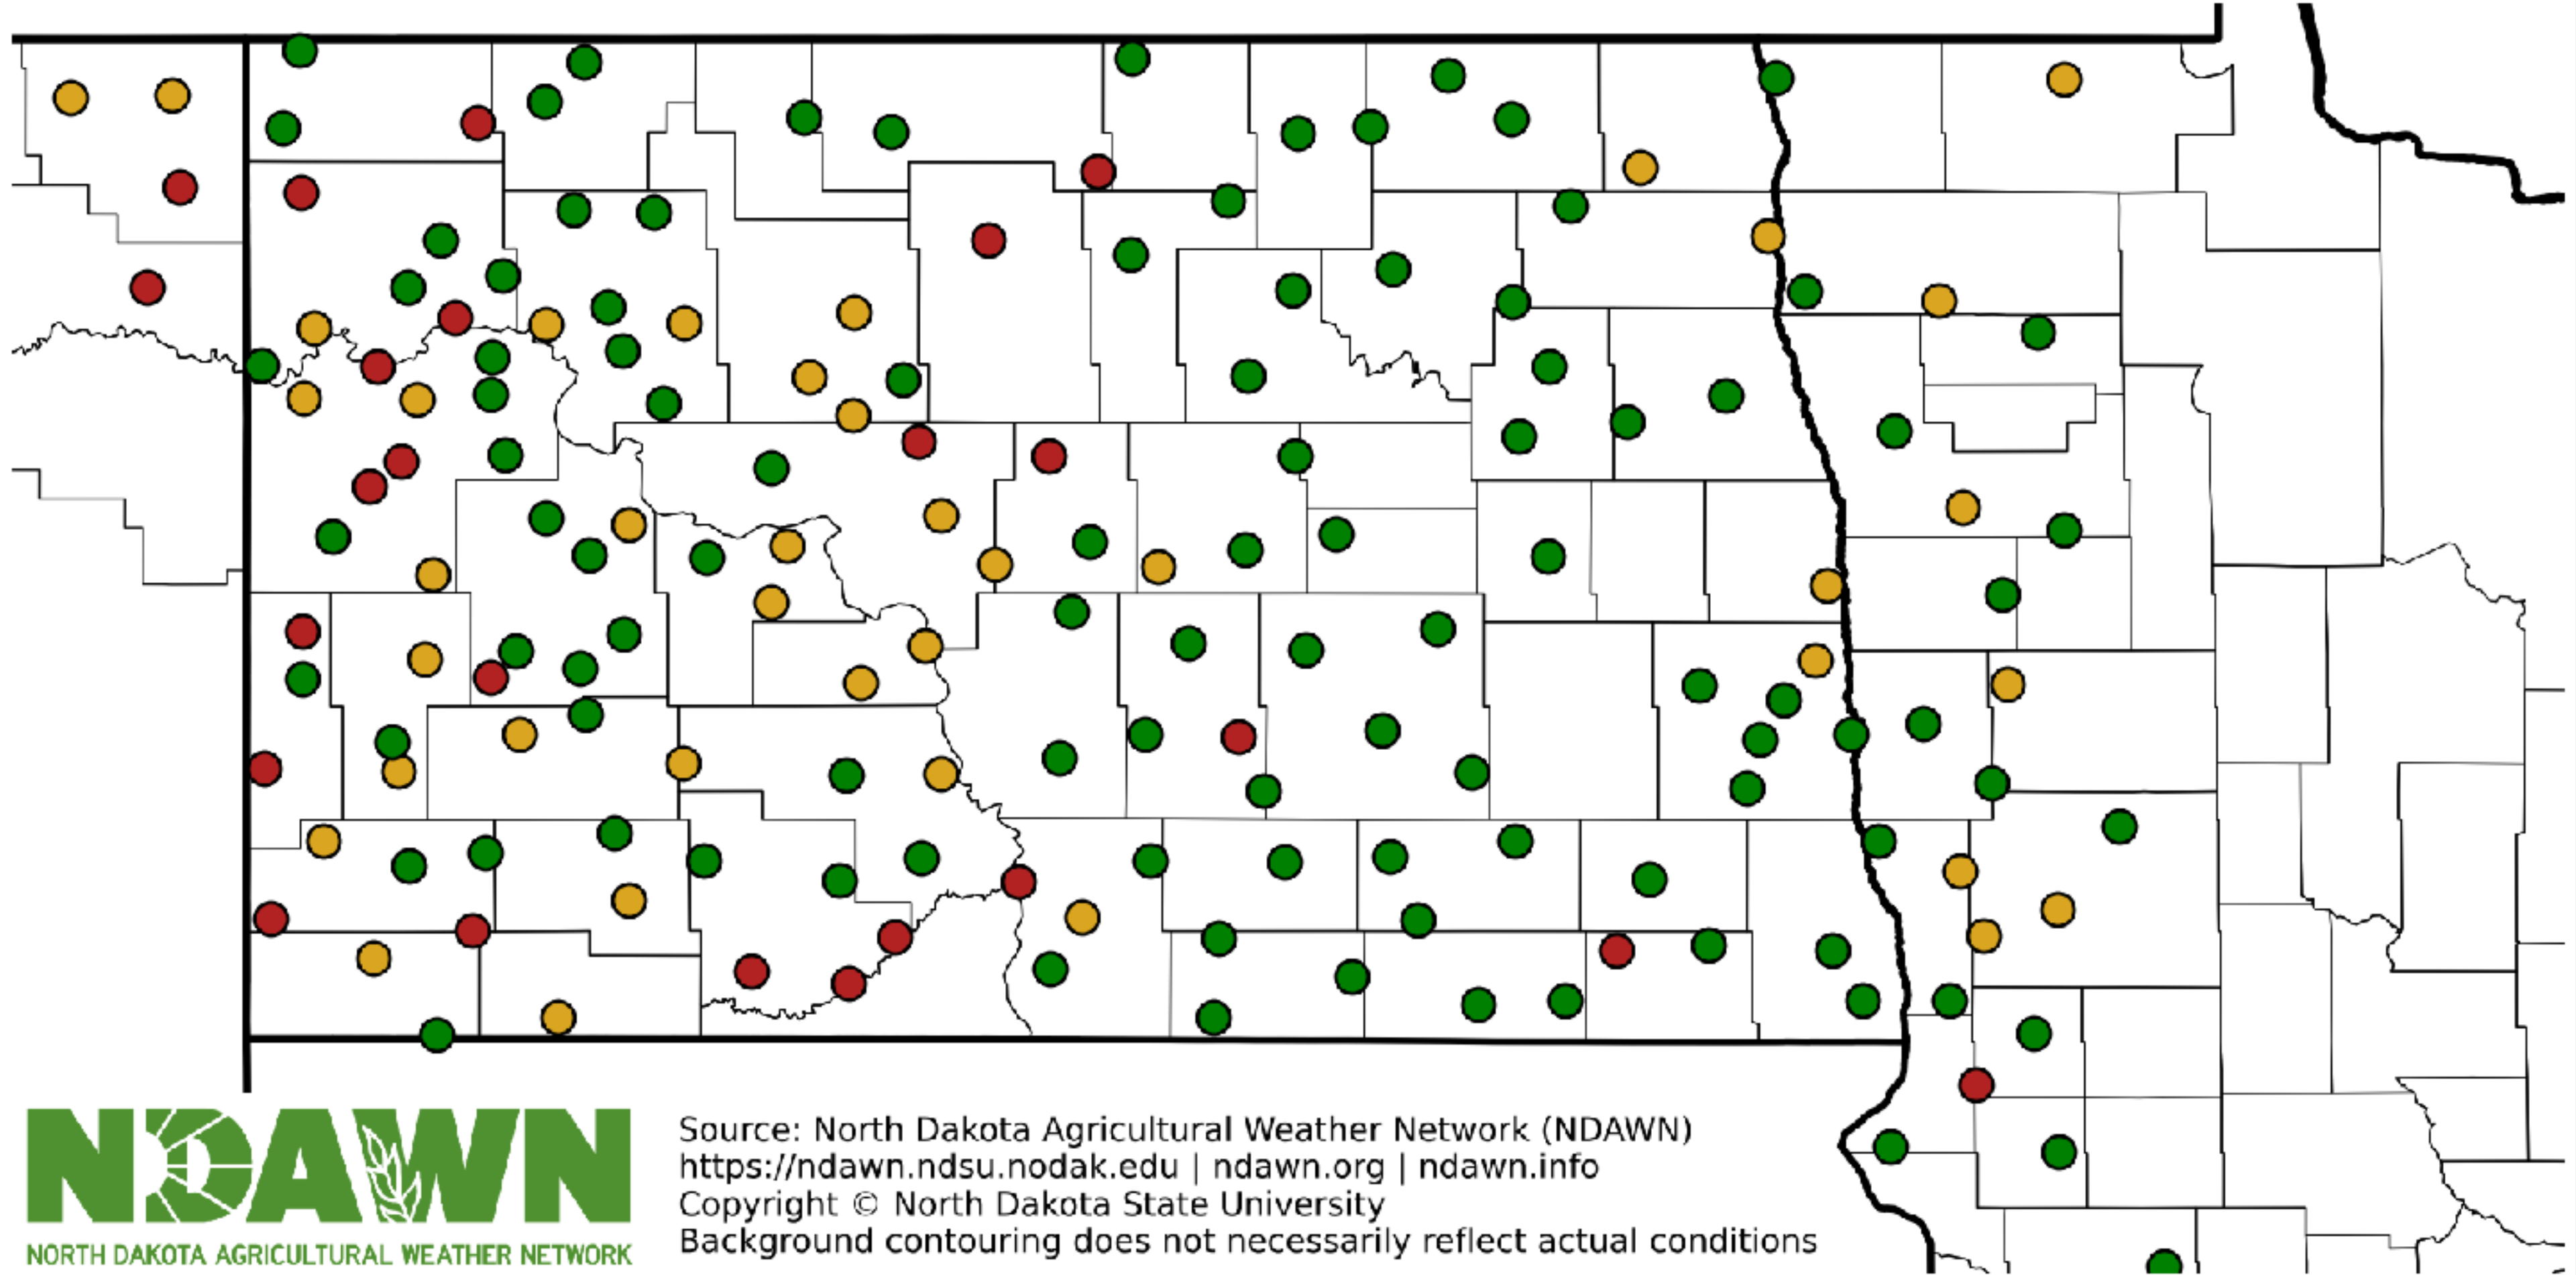 NDAWN
NORTH DAKOTA AGRICULTURAL WEATHER NETWORK
Source: North Dakota Agricultural Weather Network (NDAWN)
https://ndawn.ndsu.nodak.edu | ndawn.org | ndawn.info
Copyright © North Dakota State University
Background contouring does not necessarily reflect actual conditions